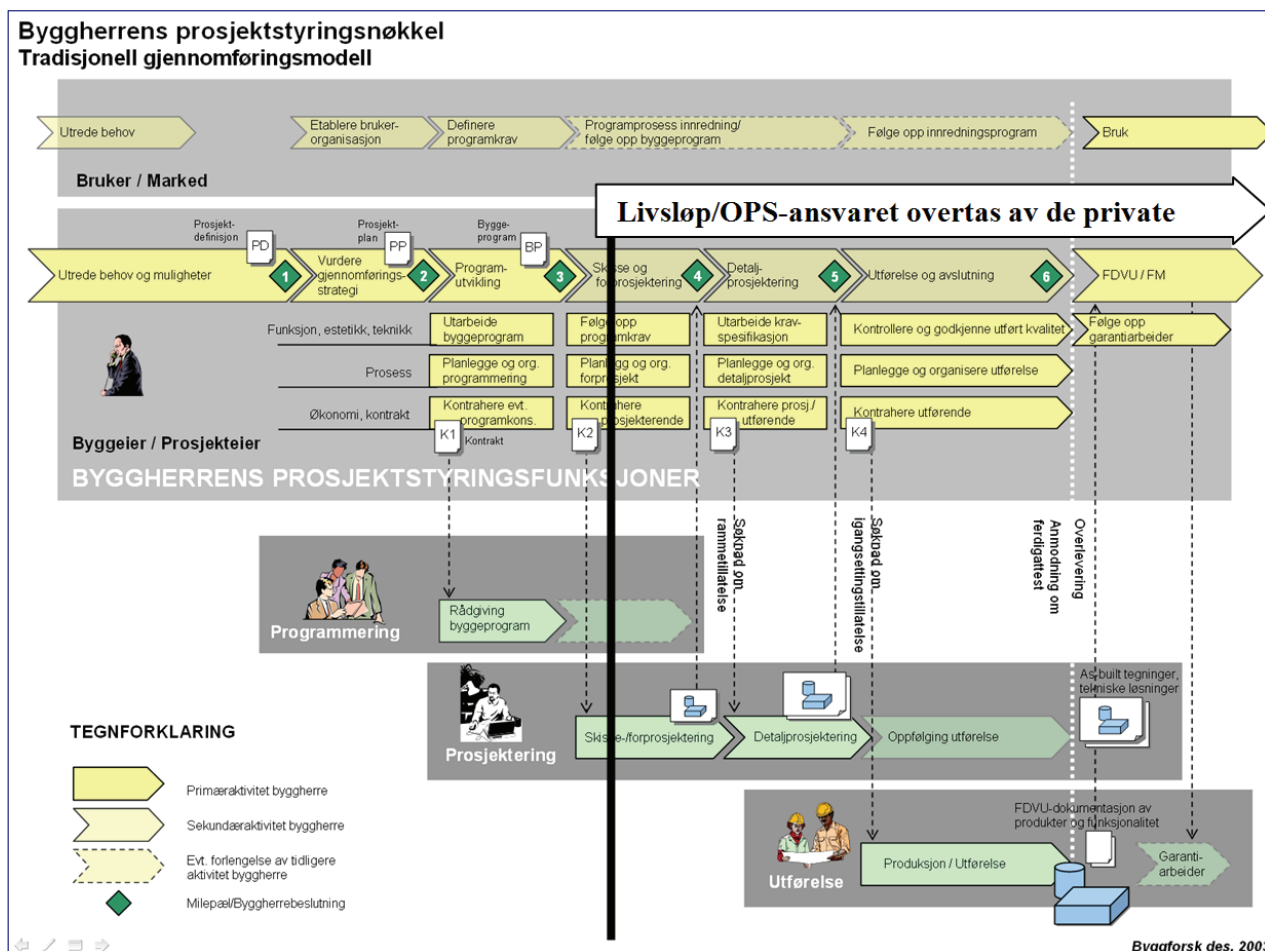 Byggherrens prosjektstyringsnøkkel
Tradisjonell gjennomføringsmodell
Utrede behov
Etablere bruker-
organisasjon
Definere
programkrav
Programprosess innredning/
følge opp byggeprogram
Følge opp innredningsprogram
Bruk
Bruker / Marked
Livsløp/OPS-ansvaret overtas av de private
Prosjekt-
definisjon
PD
Prosjekt-
plan
PP
Bygge-
program
BP
Utrede behov og muligheter
1
Vurdere
gjennomførings-
strategi
2
Program-
utvikling
3
Skisse og
forprosjektering
4
Detalj-
prosjektering
5
Utførelse og avslutning
6
FDVU / FM
Funksjon, estetikk, teknikk
Utarbeide
byggeprogram
Følge opp
programkrav
Utarbeide krav-
spesifikasjon
Kontrollere og godkjenne utført kvalitet
Følge opp
garantiarbeider
Prosess
Planlegge og org.
programmering
Planlegg og org.
forprosjekt
Planlegge og org.
detaljprosjekt
Planlegge og organisere utførelse
Økonomi, kontrakt
Kontrahere evt.
programkons.
Kontrahere
prosjekterende
Kontrahere prosj./
utførende
Kontrahere utførende
K1
Kontrakt
K2
K3
K4
Byggeier / Prosjekteier
BYGGHERRENS PROSJEKTSTYRINGSFUNKSJONER
Søknad om
rammetillatelse
Søknad om
igangsettingstillatelse
Overlevering
Anmodning om
ferdigattest
Programmering
Rådgiving
byggeprogram
Prosjektering
Skisse-/forprosjektering
Detaljprosjektering
Oppfølging utførelse
As-built tegninger,
tekniske løsninger
Utførelse
Produksjon / Utførelse
FDVU-dokumentasjon av
produkter og funksjonalitet
Garanti-
arbeider
TEGNFORKLARING
Primæraktivitet byggherre
Sekundæraktivitet byggherre
Evt. forlengelse av tidligere
aktivitet byggherre
Milepæl/Byggherrebeslutning
Byggforsk des. 2003